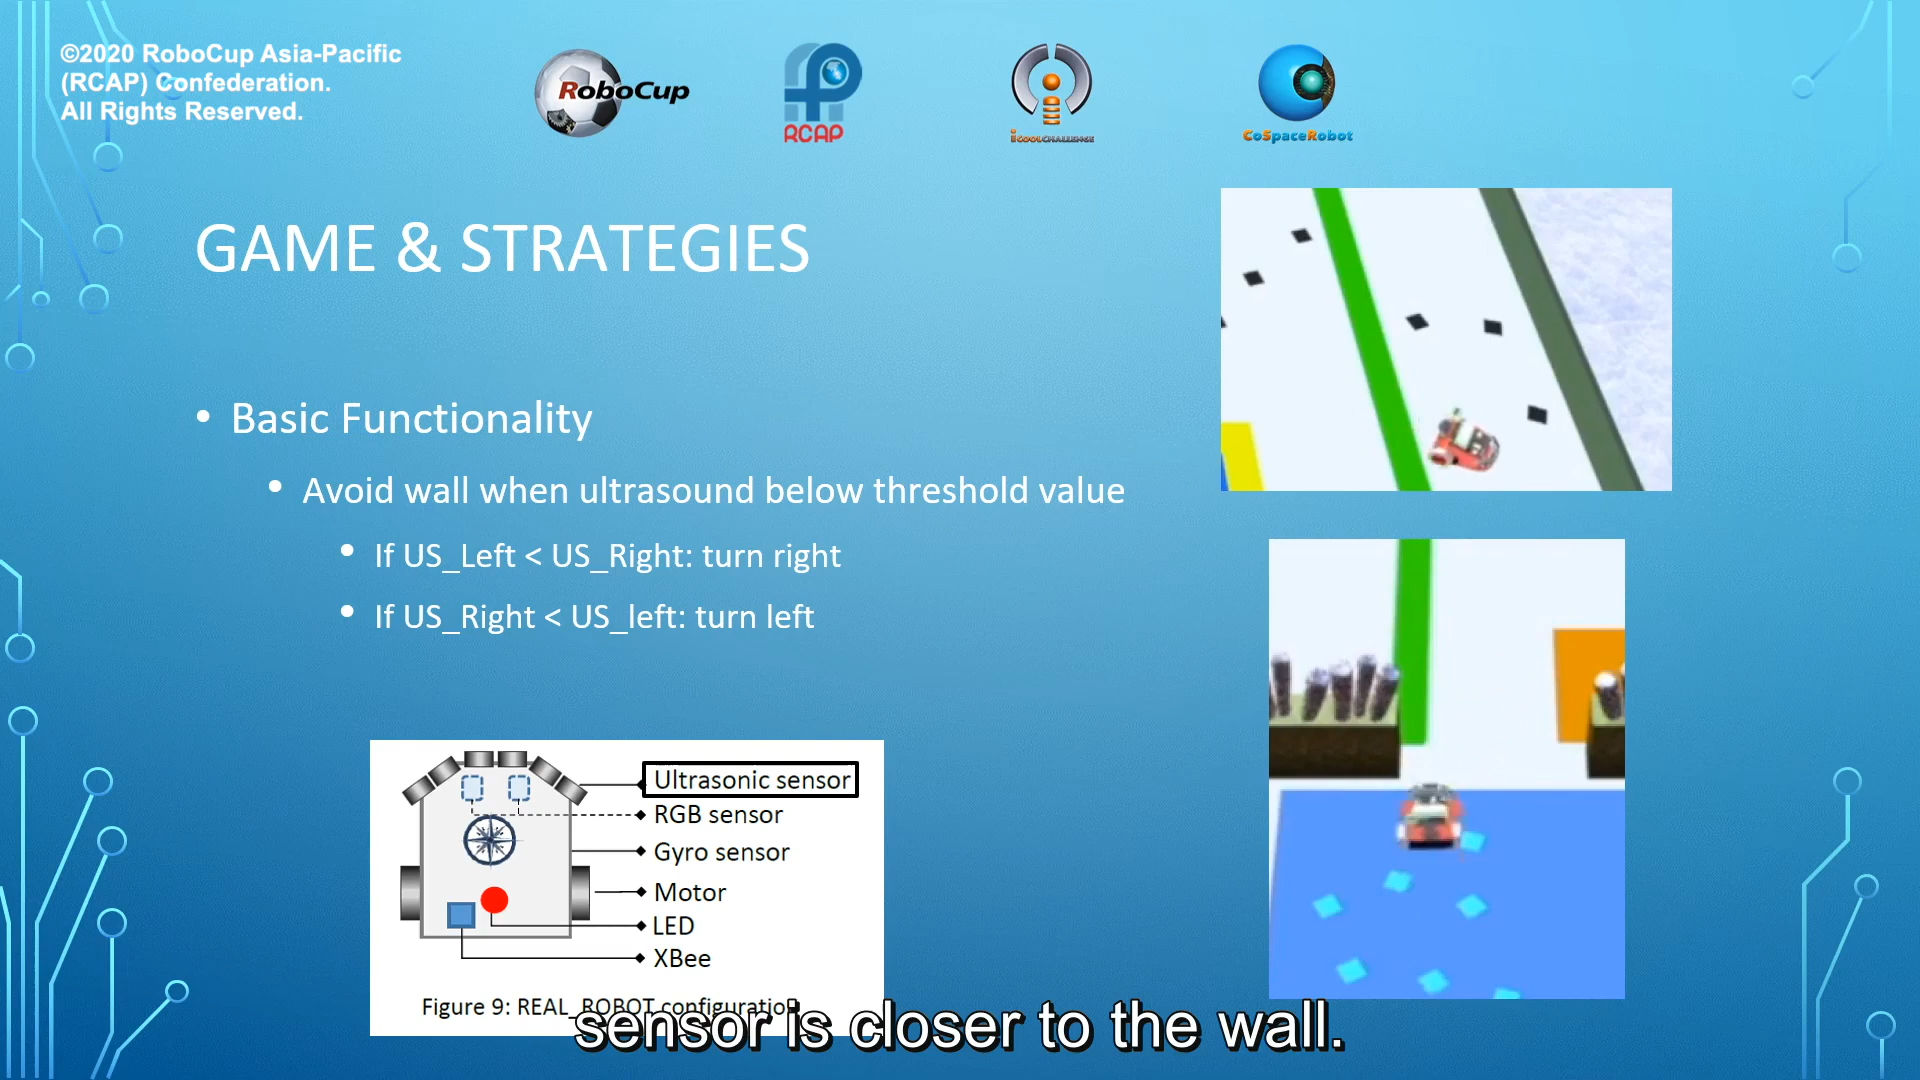 ©2020 RoboCup Asia-Pacific
(RCAP) Confederation.
All Rights Reserved.
RoboCup
RCAP
iCOOLCHALLENGE
CoSpaceRobot
GAME & STRATEGIES
• Basic Functionality
• Avoid wall when ultrasound below threshold value
• If US_Left < US_Right: turn right
• If US_Right < US_left: turn left
Ultrasonic sensor
RGB sensor
Gyro sensor
Motor
LED
XBee
Figure 9: REAL_ROBOT configuration
sensor is closer to the wall.